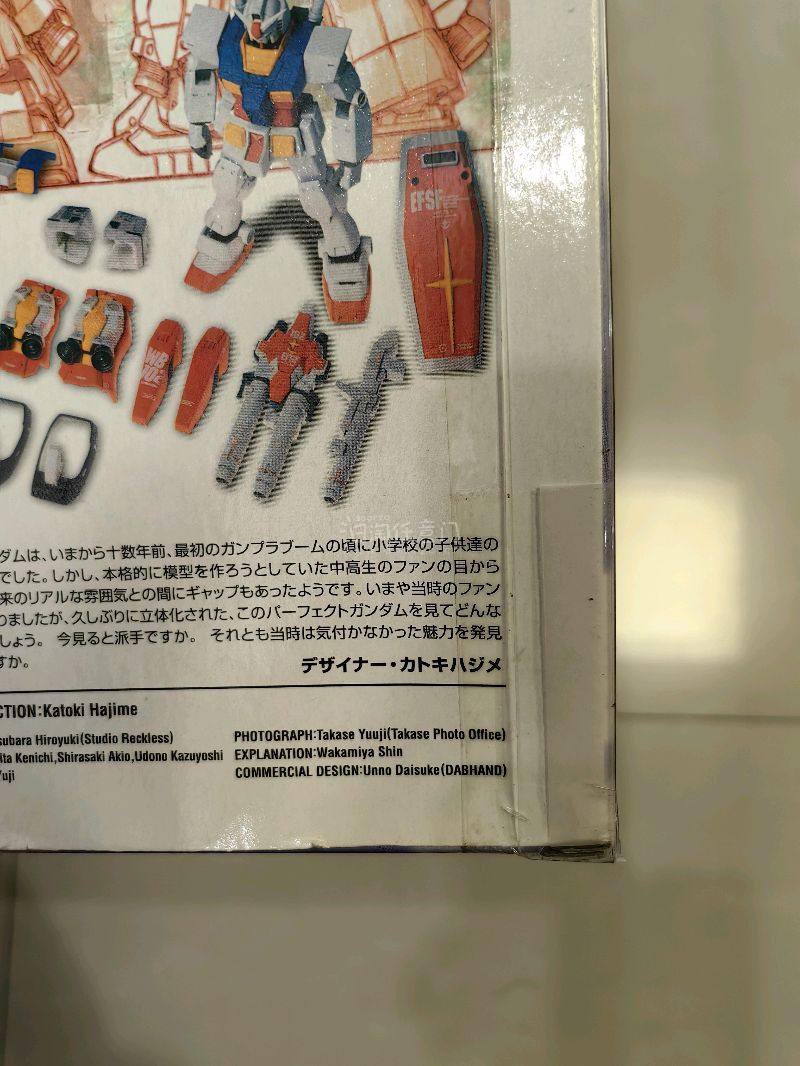 EFSF
WB
ダムは、いまから十数年前、最初のガンプラブームの頃に小学校の子供達の
でした。しかし、本格的に模型を作ろうとしていた中高生のファンの目から
来のリアルな雰囲気との間にギャップもあったようです。いまや当時のファン
りましたが、久しぶりに立体化された、このパーフェクトガンダムを見てどんな
しょう。 今見ると派手ですか。 それとも当時は気付かなかった魅力を発見
すか。
デザイナー・カトキハジメ
CTION:Katoki Hajime
subara Hiroyuki(Studio Reckless)
ita Kenichi,Shirasaki Akio,Udono Kazuyoshi
Yuji
PHOTOGRAPH:Takase Yuuji(Takase Photo Office)
EXPLANATION:Wakamiya Shin
COMMERCIAL DESIGN:Unno Daisuke(DABHAND)